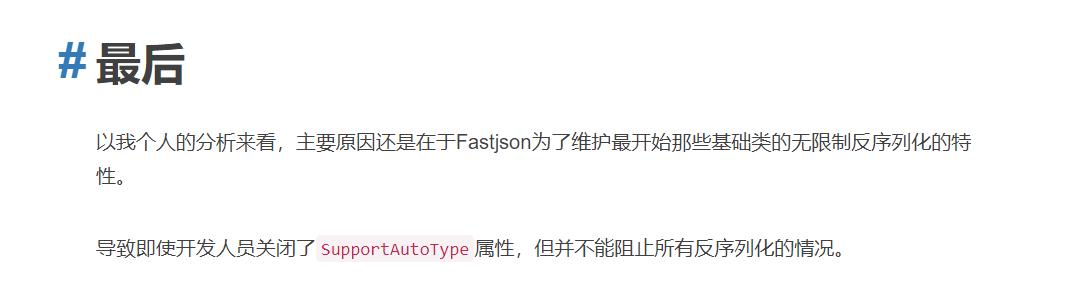 # 最后
以我个人的分析来看，主要原因还是在于Fastjson为了维护最开始那些基础类的无限制反序列化的特
性。
导致即使开发人员关闭了SupportAutoType属性，但并不能阻止所有反序列化的情况。